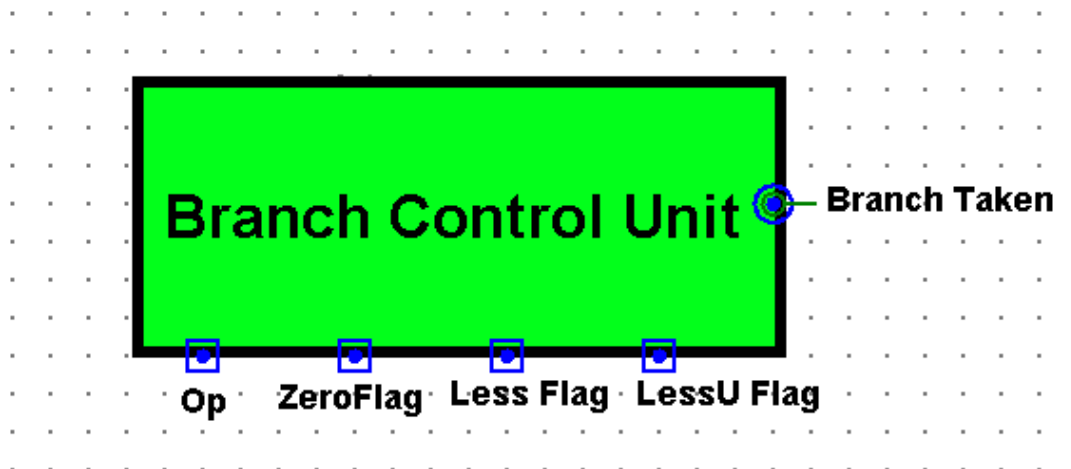 Branch Control Unit
Branch Taken
Op
ZeroFlag
Less Flag
LessU Flag